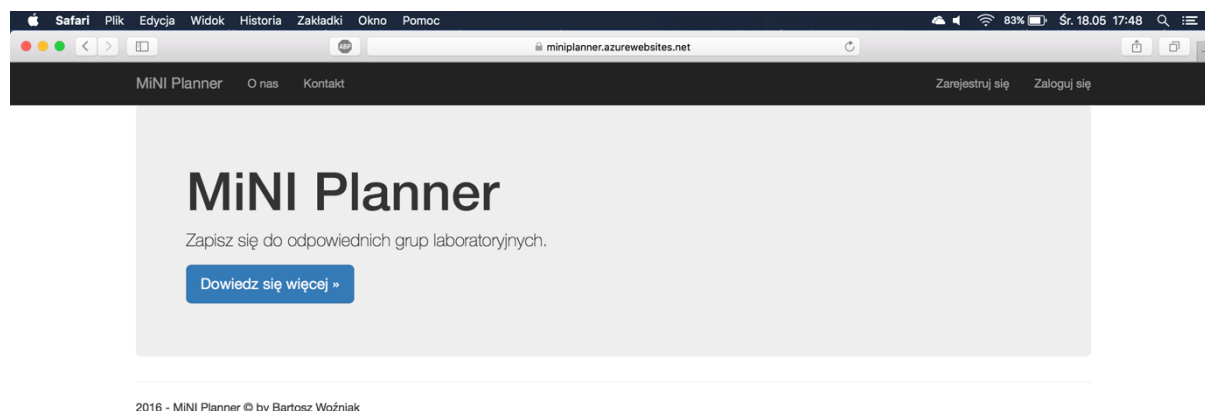 Safari Plik Edycja Widok Historia Zakładki Okno Pomoc 83% Śr. 18.05 17:48
ABP miniplanner.azurewebsites.net
MiNI Planner O nas Kontakt Zarejestruj się Zaloguj się
MiNI Planner
Zapisz się do odpowiednich grup laboratoryjnych.
Dowiedz się więcej »
2016 - MiNI Planner © by Bartosz Woźniak